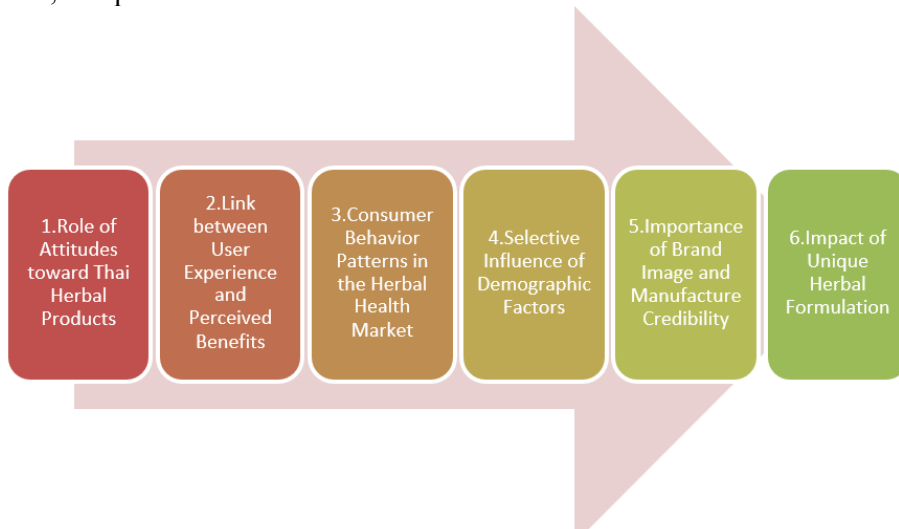 1.Role of
Attitudes
toward Thai
Herbal
Products
2.Link
between
User
Experience
and
Perceived
Benefits
3.Consumer
Behavior
Patterns in
the Herbal
Health
Market
4.Selective
Influence of
Demographic
Factors
5.Importance
of Brand
Image and
Manufacture
Credibility
6.Impact of
Unique
Herbal
Formulation